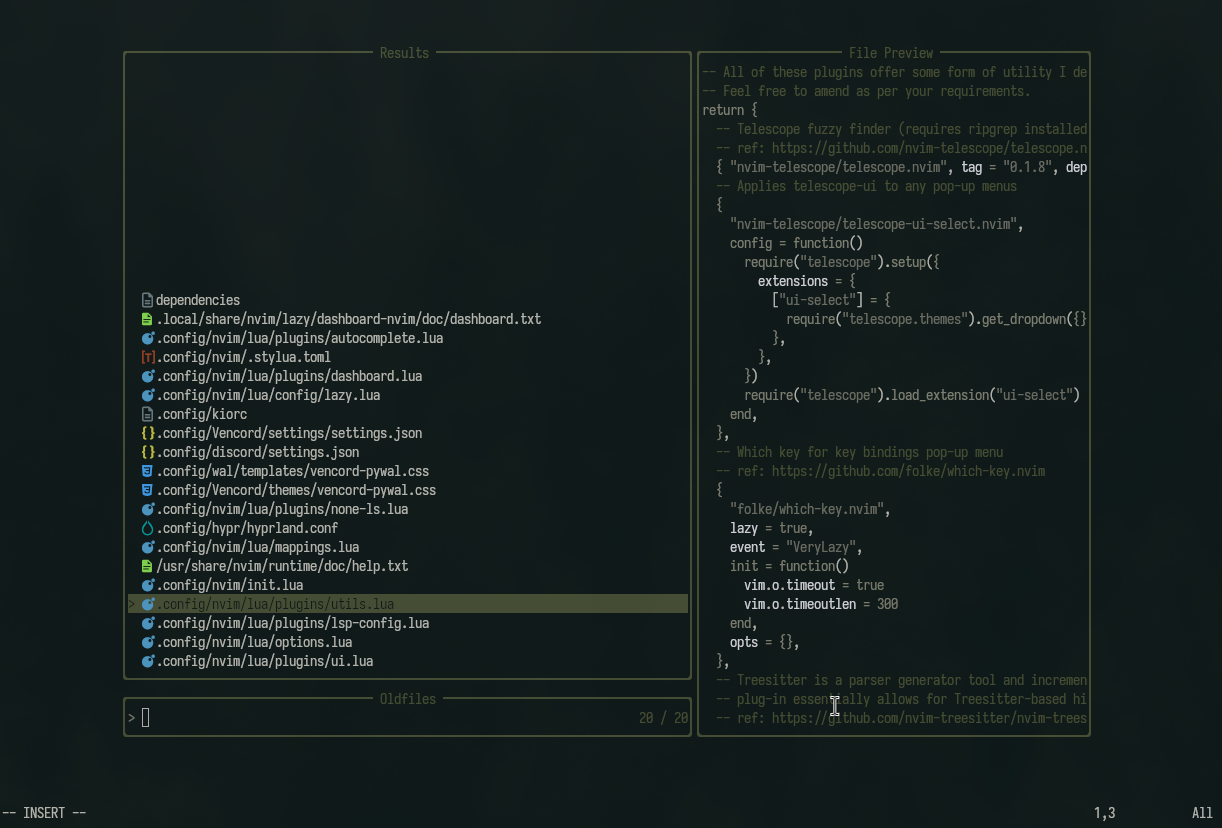 Results
dependencies
.local/share/nvim/lazy/dashboard-nvim/doc/dashboard.txt
.config/nvim/lua/plugins/autocomplete.lua
[T].config/nvim/.stylua.toml
.config/nvim/lua/plugins/dashboard.lua
.config/nvim/lua/config/lazy.lua
.config/kiorc
{}.config/Vencord/settings/settings.json
{}.config/discord/settings.json
.config/wal/templates/vencord-pywal.css
.config/Vencord/themes/vencord-pywal.css
.config/nvim/lua/plugins/none-ls.lua
.config/hypr/hyprland.conf
.config/nvim/lua/mappings.lua
/usr/share/nvim/runtime/doc/help.txt
.config/nvim/init.lua
> .config/nvim/lua/plugins/utils.lua
.config/nvim/lua/plugins/lsp-config.lua
.config/nvim/lua/options.lua
.config/nvim/lua/plugins/ui.lua
Oldfiles
> 20 / 20
File Preview
-- All of these plugins offer some form of utility I de
-- Feel free to amend as per your requirements.
return {
  -- Telescope fuzzy finder (requires ripgrep installed
  -- ref: https://github.com/nvim-telescope/telescope.n
  { "nvim-telescope/telescope.nvim", tag = "0.1.8", dep
  -- Applies telescope-ui to any pop-up menus
  {
    "nvim-telescope/telescope-ui-select.nvim",
    config = function()
      require("telescope").setup({
        extensions = {
          ["ui-select"] = {
            require("telescope.themes").get_dropdown({}
          },
        },
      })
      require("telescope").load_extension("ui-select")
    end,
  },
  -- Which key for key bindings pop-up menu
  -- ref: https://github.com/folke/which-key.nvim
  {
    "folke/which-key.nvim",
    lazy = true,
    event = "VeryLazy",
    init = function()
      vim.o.timeout = true
      vim.o.timeoutlen = 300
    end,
    opts = {},
  },
  -- Treesitter is a parser generator tool and incremen
  -- plug-in essentially allows for Treesitter-based hi
  -- ref: https://github.com/nvim-treesitter/nvim-trees
-- INSERT -- 1,3 All